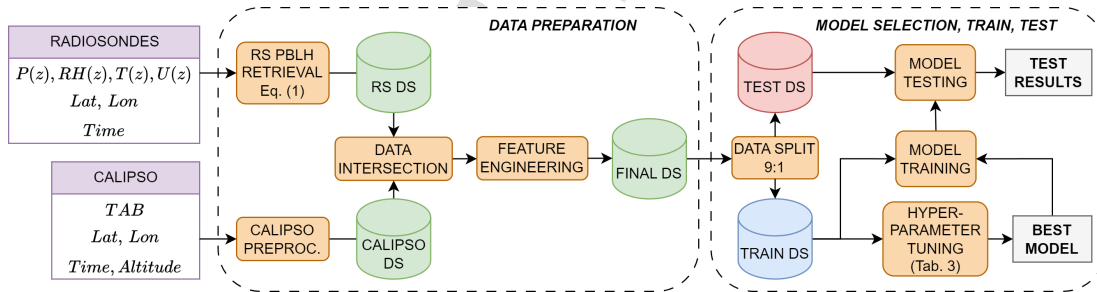 DATA PREPARATION
MODEL SELECTION, TRAIN, TEST
RADIOSONDES
P(z), RH(z), T(z), U(z)
Lat, Lon
Time
RS PBLH
RETRIEVAL
Eq. (1)
RS DS
CALIPSO
TAB
Lat, Lon
Time, Altitude
CALIPSO
PREPROC.
CALIPSO
DS
DATA
INTERSECTION
FEATURE
ENGINEERING
FINAL DS
DATA SPLIT
9:1
TEST DS
TRAIN DS
MODEL
TESTING
TEST
RESULTS
MODEL
TRAINING
HYPER-
PARAMETER
TUNING
(Tab. 3)
BEST
MODEL